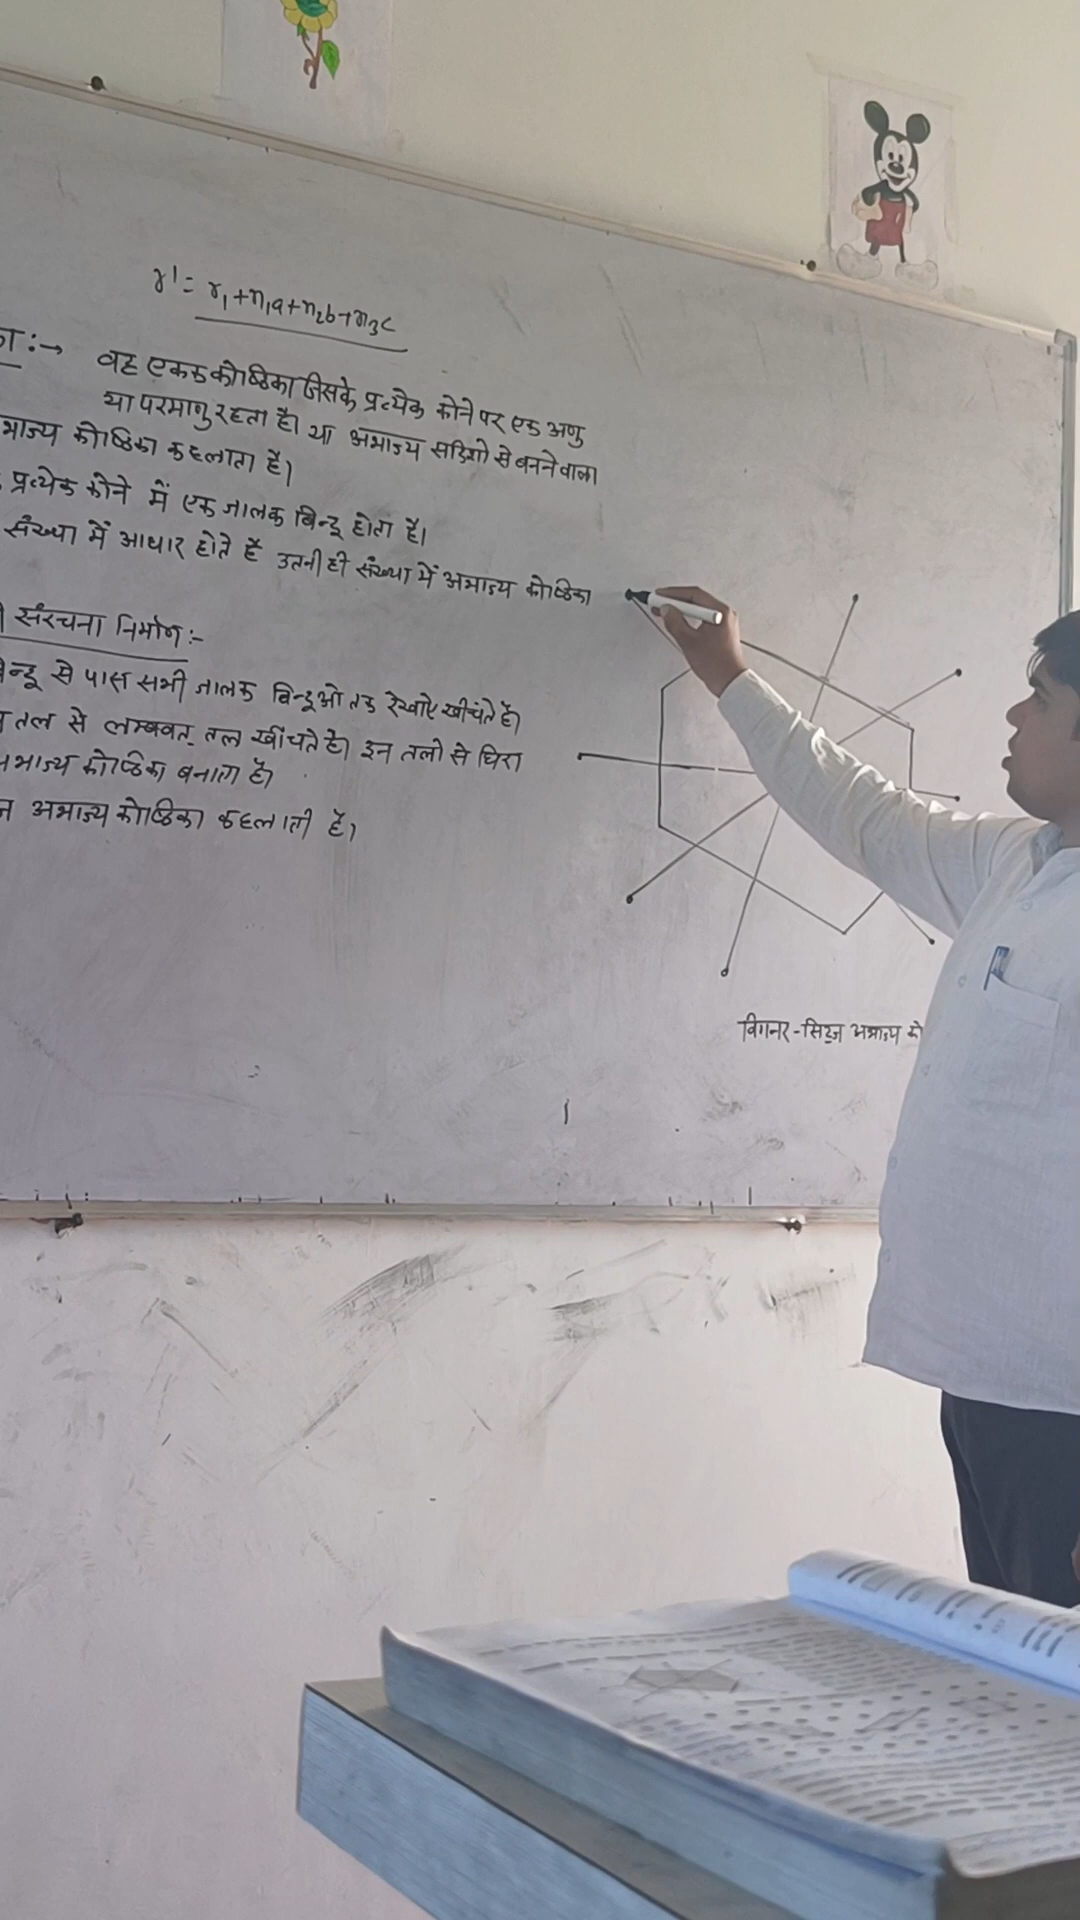 r' = r₁+n₁a+n₂b+n₃c
का :→ वह एकक कोष्ठिका जिसके प्रत्येक कोने पर एक अणु
या परमाणु रहता है। या अभाज्य सदिशो से बनने वाला
भाज्य कोष्ठिका कहलाता है।
प्रत्येक कोने में एक जालक बिन्दू होता है।
संख्या में आधार होते है उतनी ही संख्या में अभाज्य कोष्ठिका
संरचना निर्माण :-
बिन्दू से पास सभी जालक बिन्दूओ तक रेखाऐ खींचते है।
तल से लम्बवत् तल खींचते है। इन तलो से घिरा
भाज्य कोष्ठिका बनाता है।
अभाज्य कोष्ठिका कहलाती है।
विगनर-सिट्ज अभाज्य को